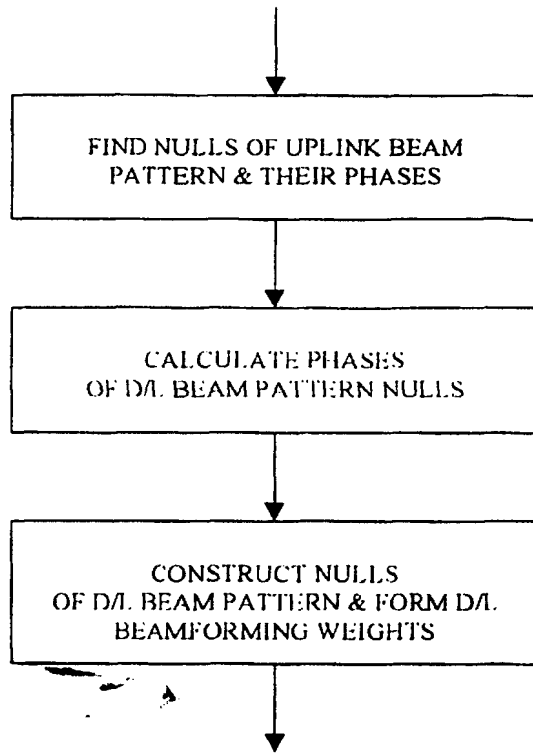 FIND NULLS OF UPLINK BEAM
PATTERN & THEIR PHASES
CALCULATE PHASES
OF D/L BEAM PATTERN NULLS
CONSTRUCT NULLS
OF D/L BEAM PATTERN & FORM D/L
BEAMFORMING WEIGHTS